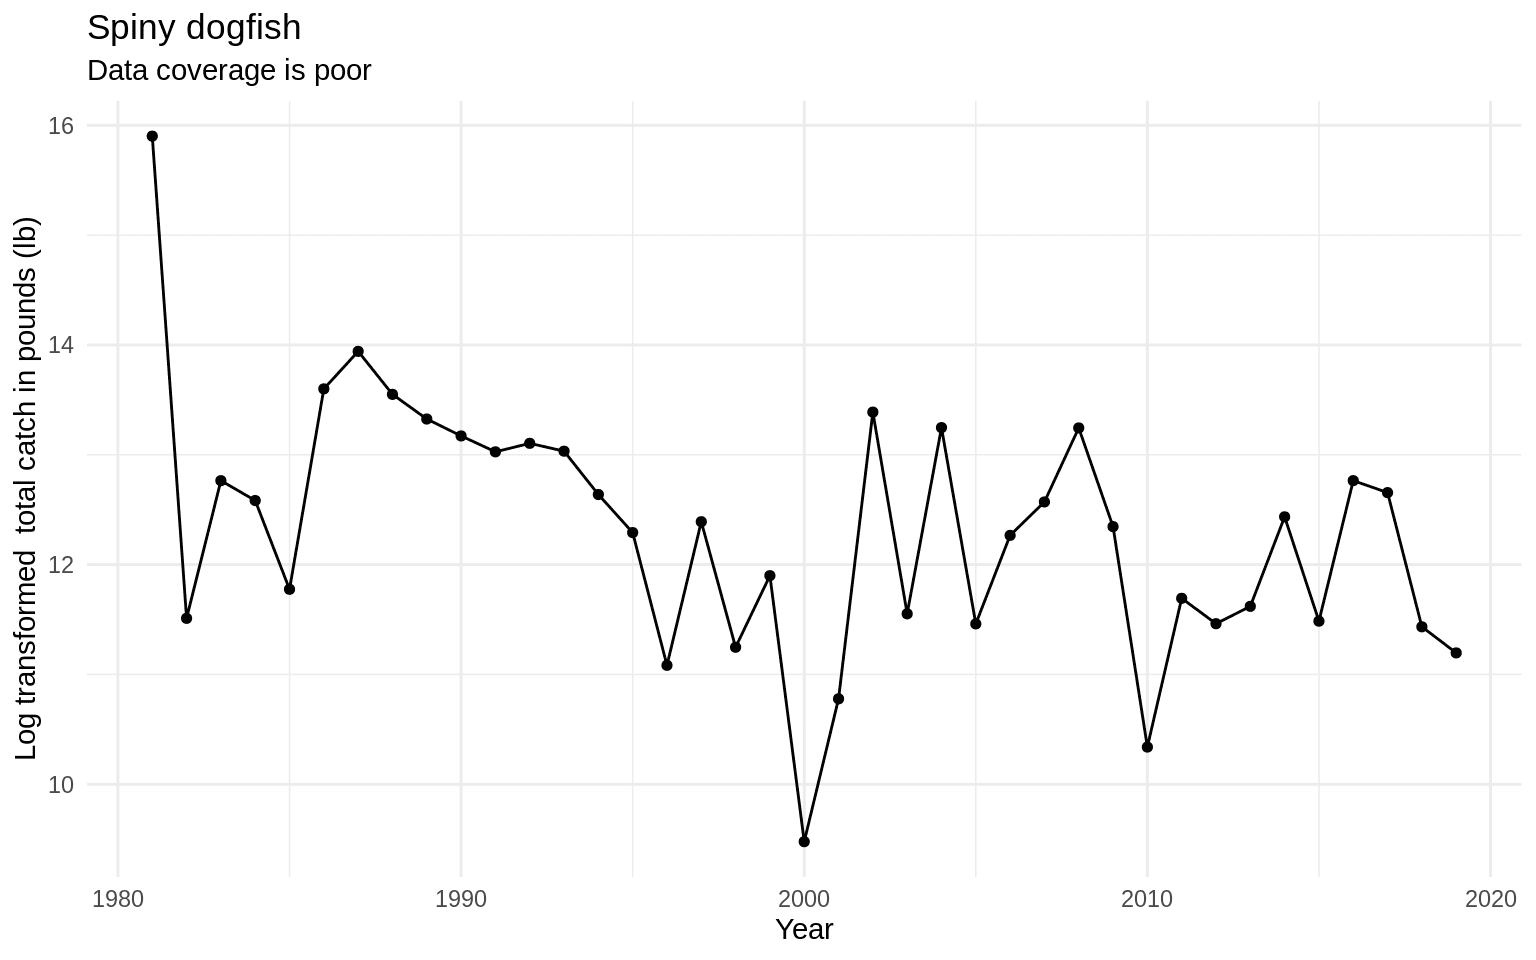 Spiny dogfish
Data coverage is poor
Log transformed  total catch in pounds (lb)
16
14
12
10
1980 1990 2000 2010 2020
Year